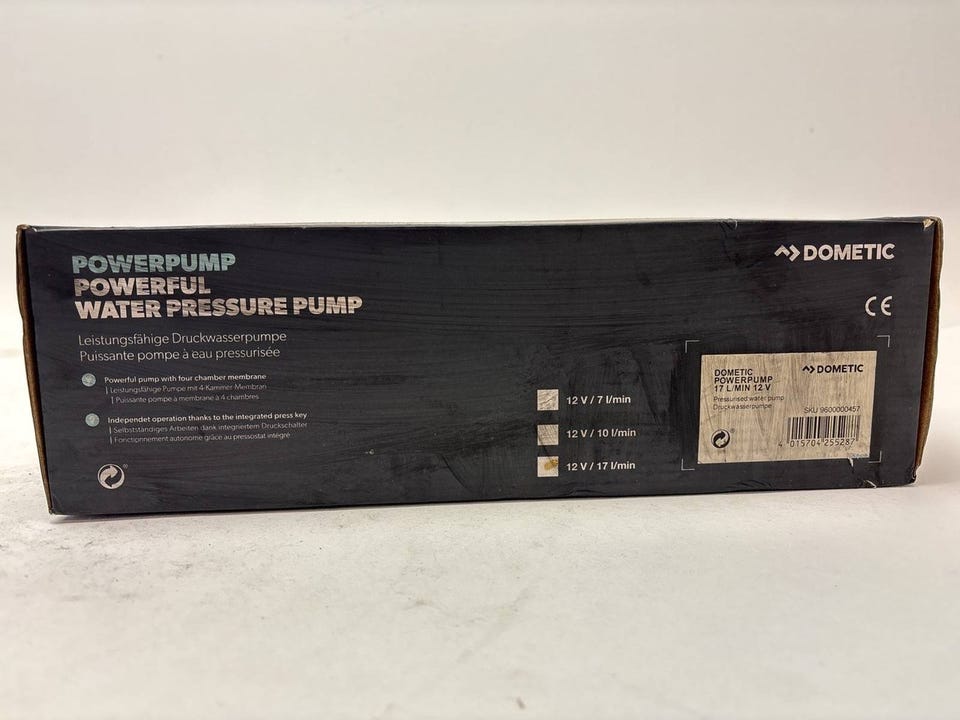 POWERPUMP
POWERFUL
WATER PRESSURE PUMP
Leistungsfähige Druckwasserpumpe
Puissante pompe à eau pressurisée
Powerful pump with four chamber membrane
| Leistungsfähige Pumpe mit 4-Kammer-Membran
| Puissante pompe à membrane à 4 chambres
Independet operation thanks to the integrated press key
| Selbstständiges Arbeiten dank integriertem Druckschalter
| Fonctionnement autonome grâce au pressostat intégré
12 V / 7 l/min
12 V / 10 l/min
12 V / 17 l/min
DOMETIC
CE
DOMETIC
POWERPUMP
17 L/MIN 12 V
Pressurised water pump
Druckwasserpumpe
DOMETIC
SKU 9600000457
4 015704 255287